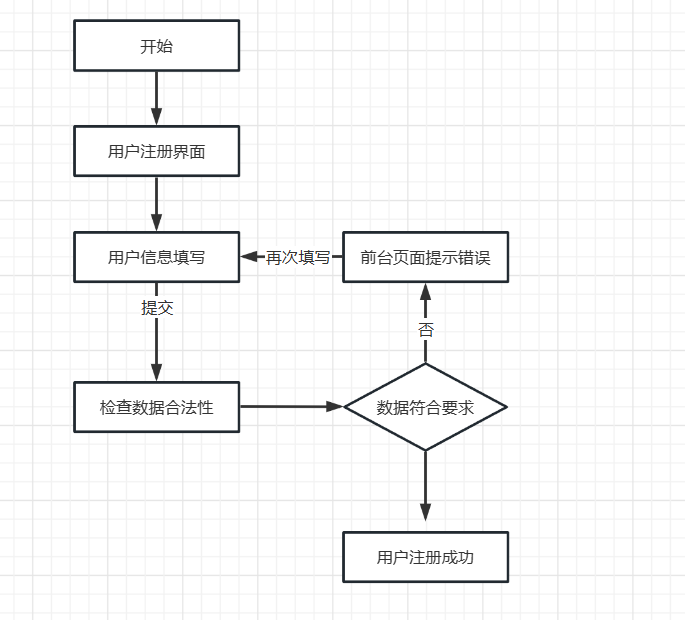 开始
用户注册界面
用户信息填写
再次填写
前台页面提示错误
提交
否
检查数据合法性
数据符合要求
用户注册成功